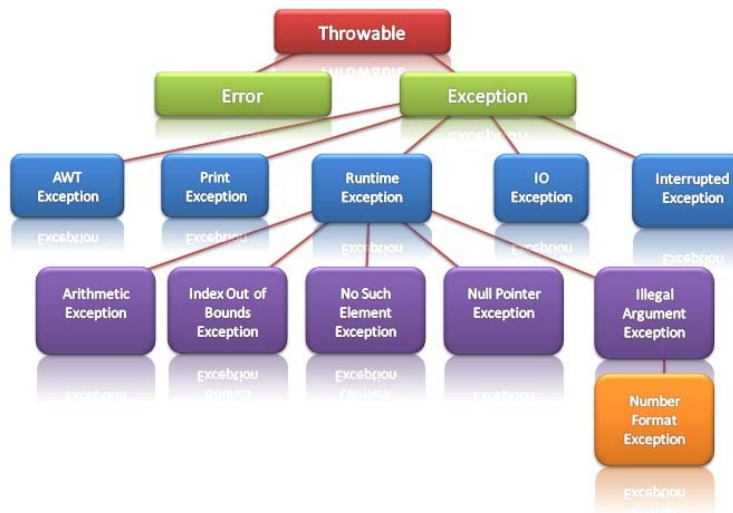 Throwable
Error
Exception
AWT
Exception
Print
Exception
Runtime
Exception
IO
Exception
Interrupted
Exception
Arithmetic
Exception
Index Out of
Bounds
Exception
No Such
Element
Exception
Null Pointer
Exception
Illegal
Argument
Exception
Number
Format
Exception